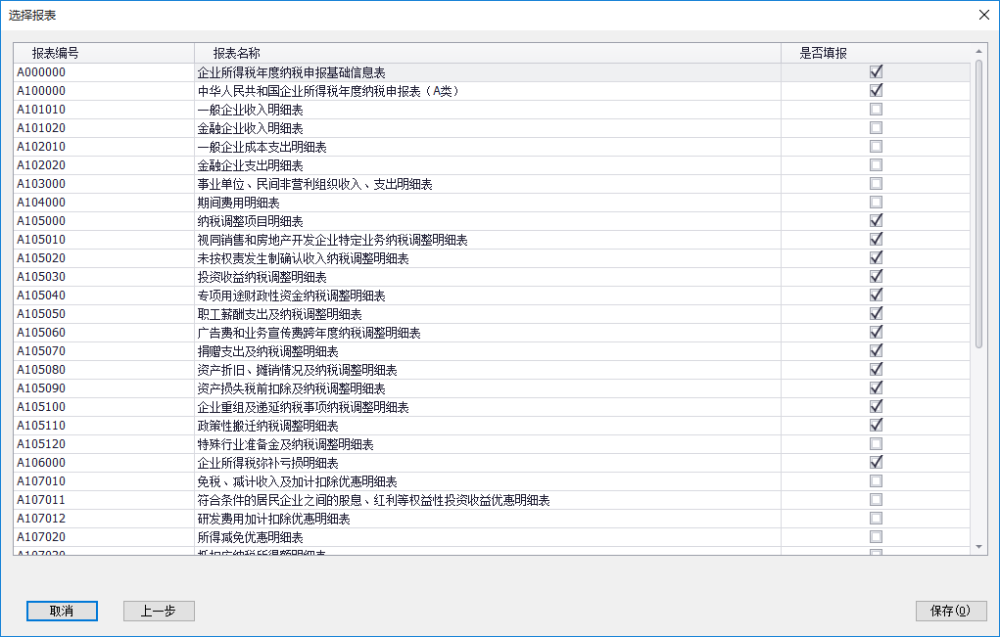 选择报表
报表编号 报表名称 是否填报
A000000 企业所得税年度纳税申报基础信息表
A100000 中华人民共和国企业所得税年度纳税申报表（A类）
A101010 一般企业收入明细表
A101020 金融企业收入明细表
A102010 一般企业成本支出明细表
A102020 金融企业支出明细表
A103000 事业单位、民间非营利组织收入、支出明细表
A104000 期间费用明细表
A105000 纳税调整项目明细表
A105010 视同销售和房地产开发企业特定业务纳税调整明细表
A105020 未按权责发生制确认收入纳税调整明细表
A105030 投资收益纳税调整明细表
A105040 专项用途财政性资金纳税调整明细表
A105050 职工薪酬支出及纳税调整明细表
A105060 广告费和业务宣传费跨年度纳税调整明细表
A105070 捐赠支出及纳税调整明细表
A105080 资产折旧、摊销情况及纳税调整明细表
A105090 资产损失税前扣除及纳税调整明细表
A105100 企业重组及递延纳税事项纳税调整明细表
A105110 政策性搬迁纳税调整明细表
A105120 特殊行业准备金及纳税调整明细表
A106000 企业所得税弥补亏损明细表
A107010 免税、减计收入及加计扣除优惠明细表
A107011 符合条件的居民企业之间的股息、红利等权益性投资收益优惠明细表
A107012 研发费用加计扣除优惠明细表
A107020 所得减免优惠明细表
A107030 抵扣应纳税所得额明细表
取消 上一步 保存(O)